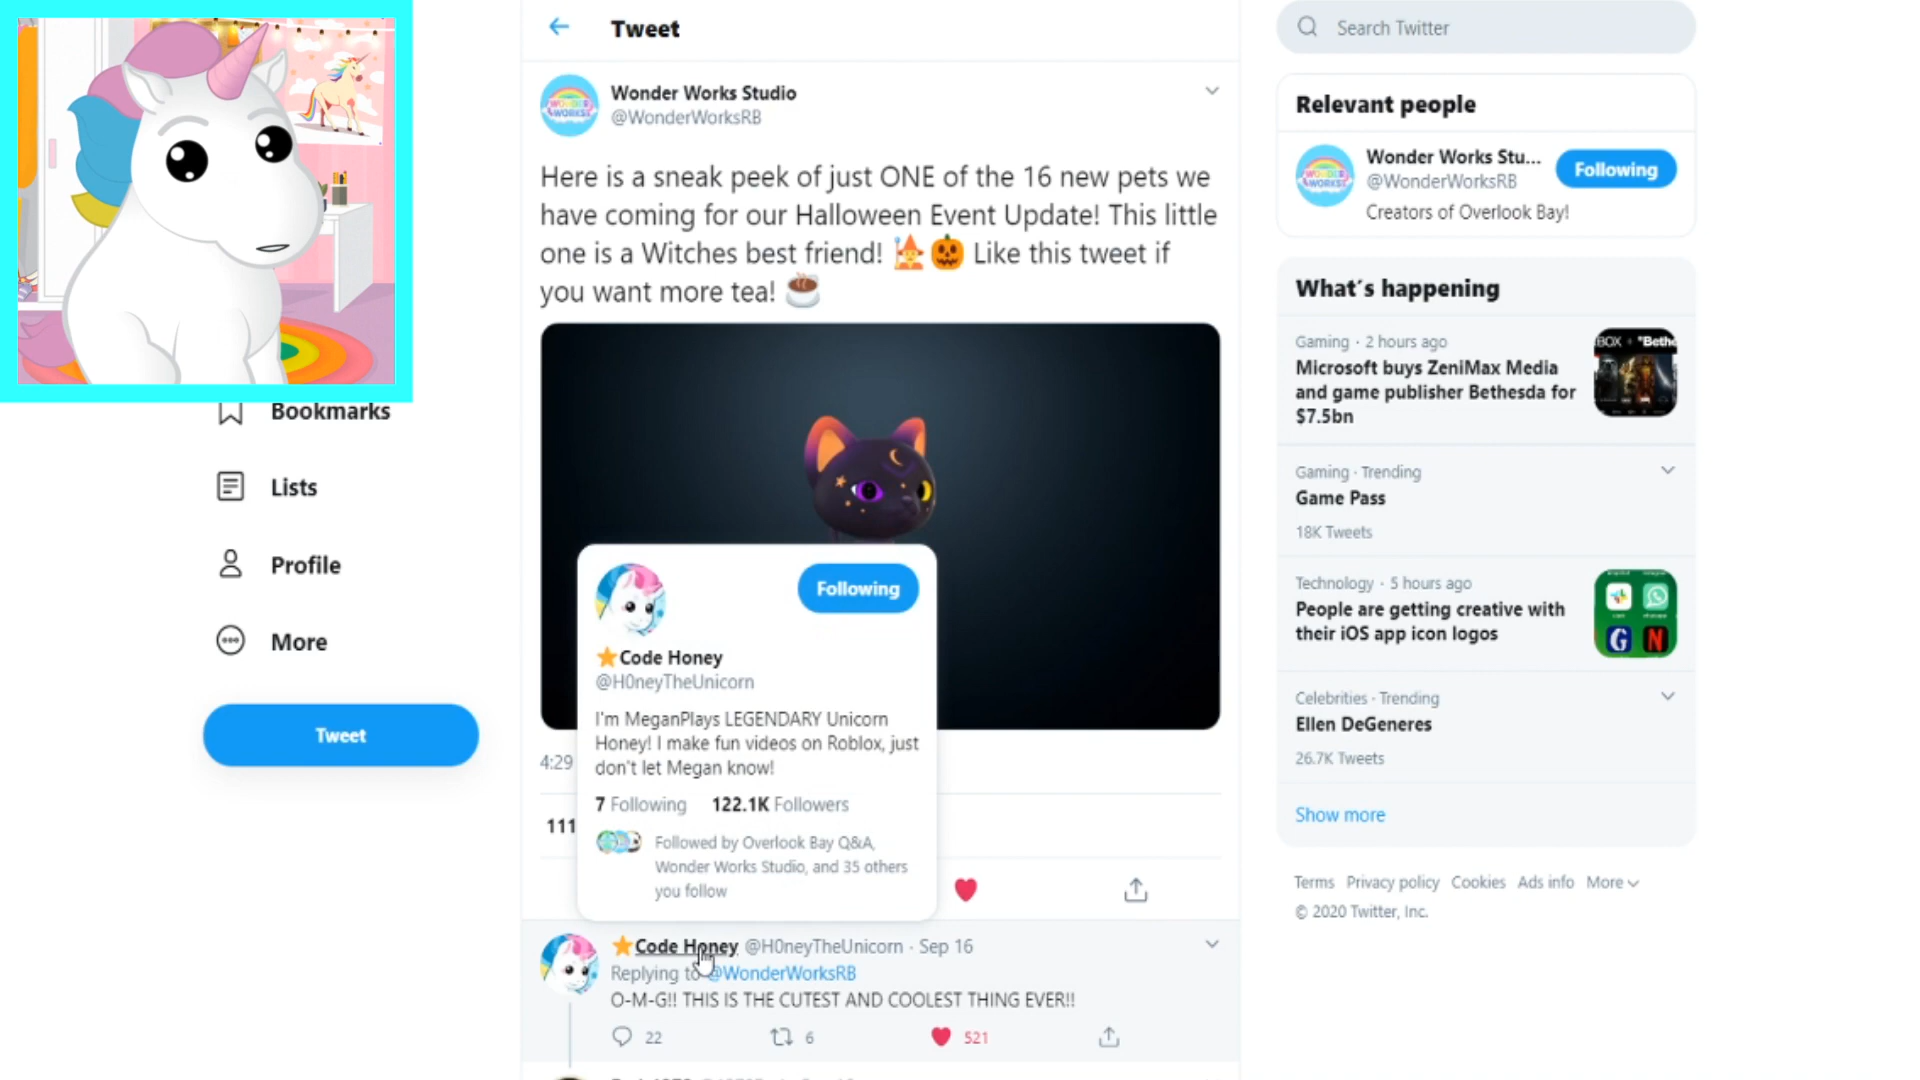 Tweet
Search Twitter
Wonder Works Studio
@WonderWorksRB
Here is a sneak peek of just ONE of the 16 new pets we
have coming for our Halloween Event Update! This little
one is a Witches best friend! 🧙🎃 Like this tweet if
you want more tea! ☕
4:29
111
Code Honey
@H0neyTheUnicorn
Following
I'm MeganPlays LEGENDARY Unicorn
Honey! I make fun videos on Roblox, just
don't let Megan know!
7 Following 122.1K Followers
Followed by Overlook Bay Q&A,
Wonder Works Studio, and 35 others
you follow
⭐Code Honey @H0neyTheUnicorn · Sep 16
Replying to @WonderWorksRB
O-M-G!! THIS IS THE CUTEST AND COOLEST THING EVER!!
22 6 521
Bookmarks
Lists
Profile
More
Tweet
Relevant people
Wonder Works Stu...
@WonderWorksRB
Following
Creators of Overlook Bay!
What's happening
Gaming · 2 hours ago
Microsoft buys ZeniMax Media
and game publisher Bethesda for
$7.5bn
Gaming · Trending
Game Pass
18K Tweets
Technology · 5 hours ago
People are getting creative with
their iOS app icon logos
Celebrities · Trending
Ellen DeGeneres
26.7K Tweets
Show more
Terms Privacy policy Cookies Ads info More
© 2020 Twitter, Inc.